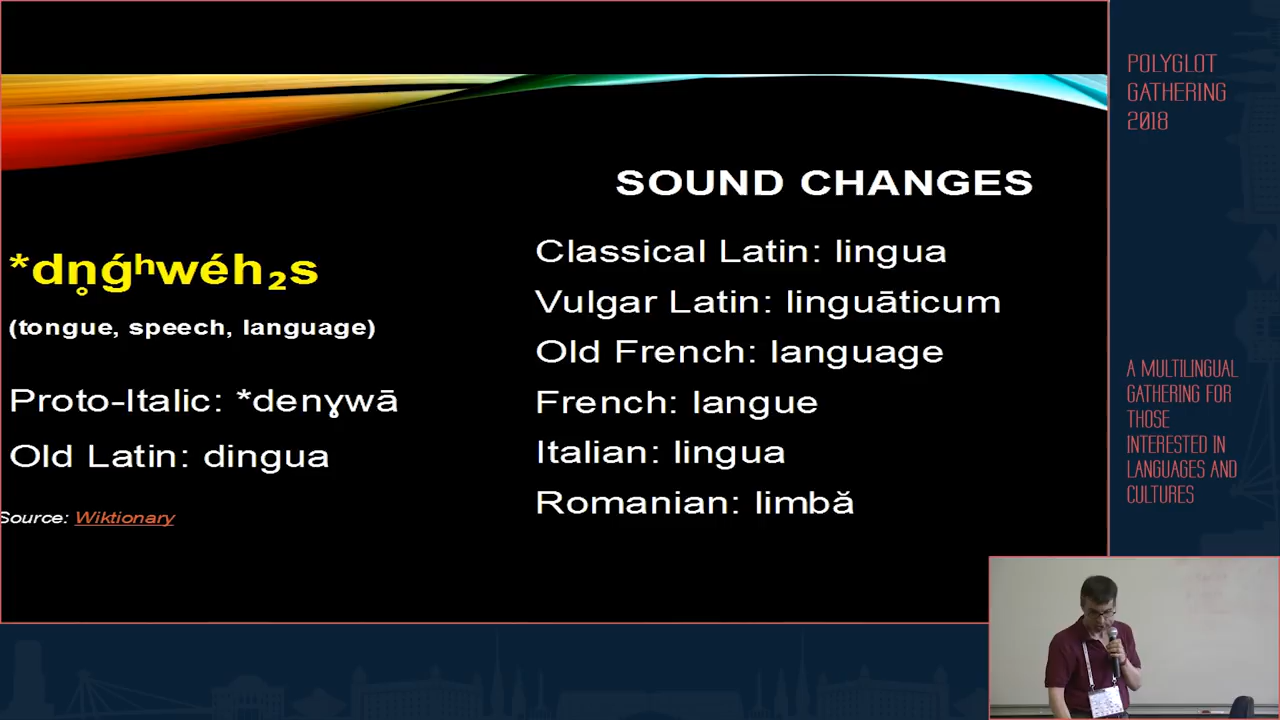 SOUND CHANGES
*dn̥ǵʰwéh₂s
(tongue, speech, language)
Proto-Italic: *denɣwā
Old Latin: dingua
Source: Wiktionary
Classical Latin: lingua
Vulgar Latin: linguāticum
Old French: language
French: langue
Italian: lingua
Romanian: limbă
POLYGLOT
GATHERING
2018
A MULTILINGUAL
GATHERING FOR
THOSE
INTERESTED IN
LANGUAGES AND
CULTURES